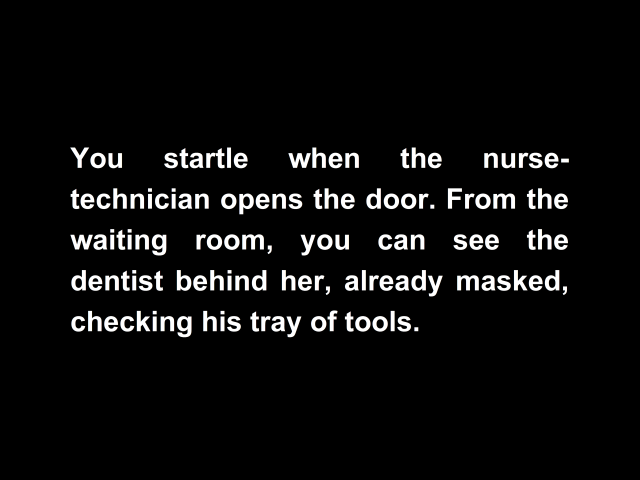 You startle when the nurse-
technician opens the door. From the
waiting room, you can see the
dentist behind her, already masked,
checking his tray of tools.